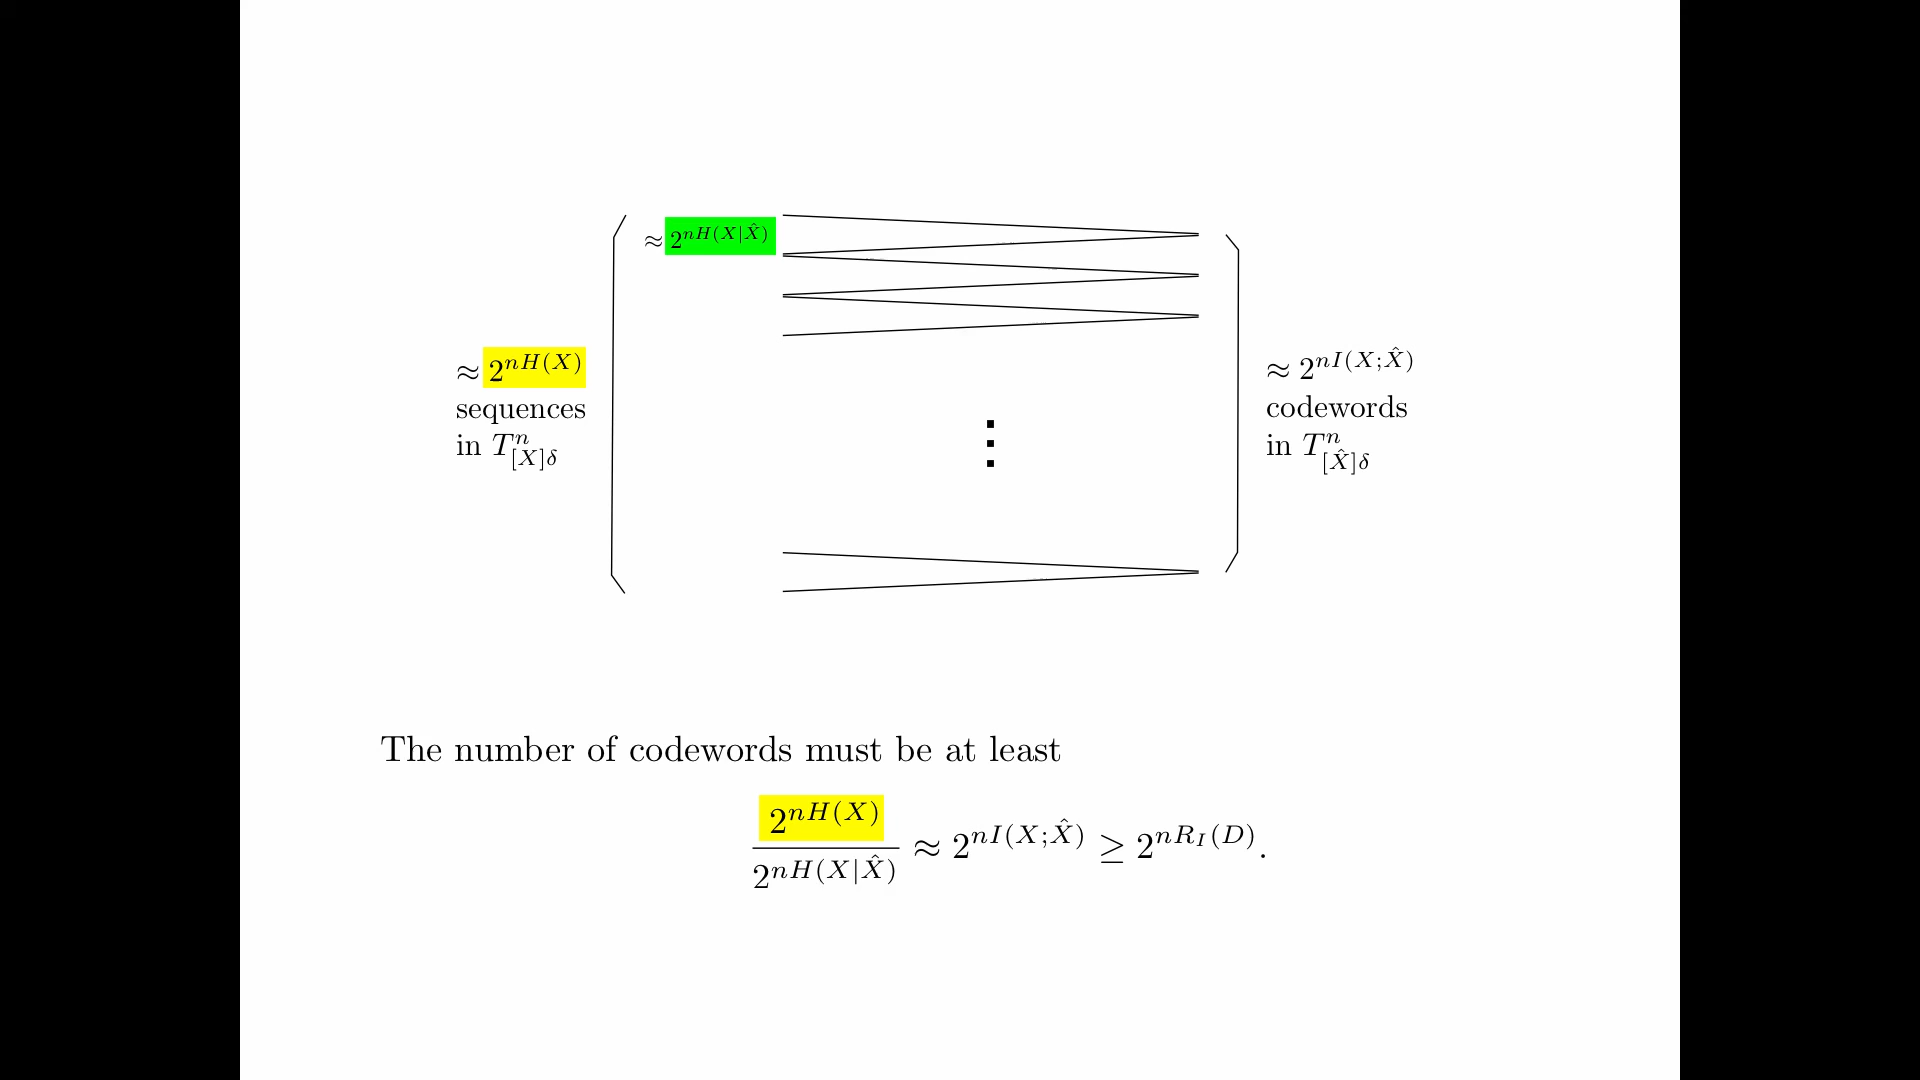 ≈ 2^{nH(X|X̂)}
≈ 2^{nH(X)}
sequences
in T^n_{[X]δ}
≈ 2^{nI(X;X̂)}
codewords
in T^n_{[X̂]δ}
The number of codewords must be at least
\frac{2^{nH(X)}}{2^{nH(X|X̂)}} ≈ 2^{nI(X;X̂)} ≥ 2^{nR_I(D)}.